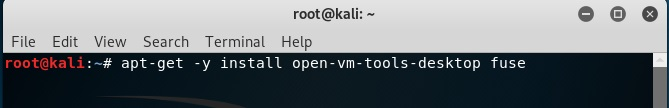 root@kali: ~
File Edit View Search Terminal Help
root@kali:~# apt-get -y install open-vm-tools-desktop fuse